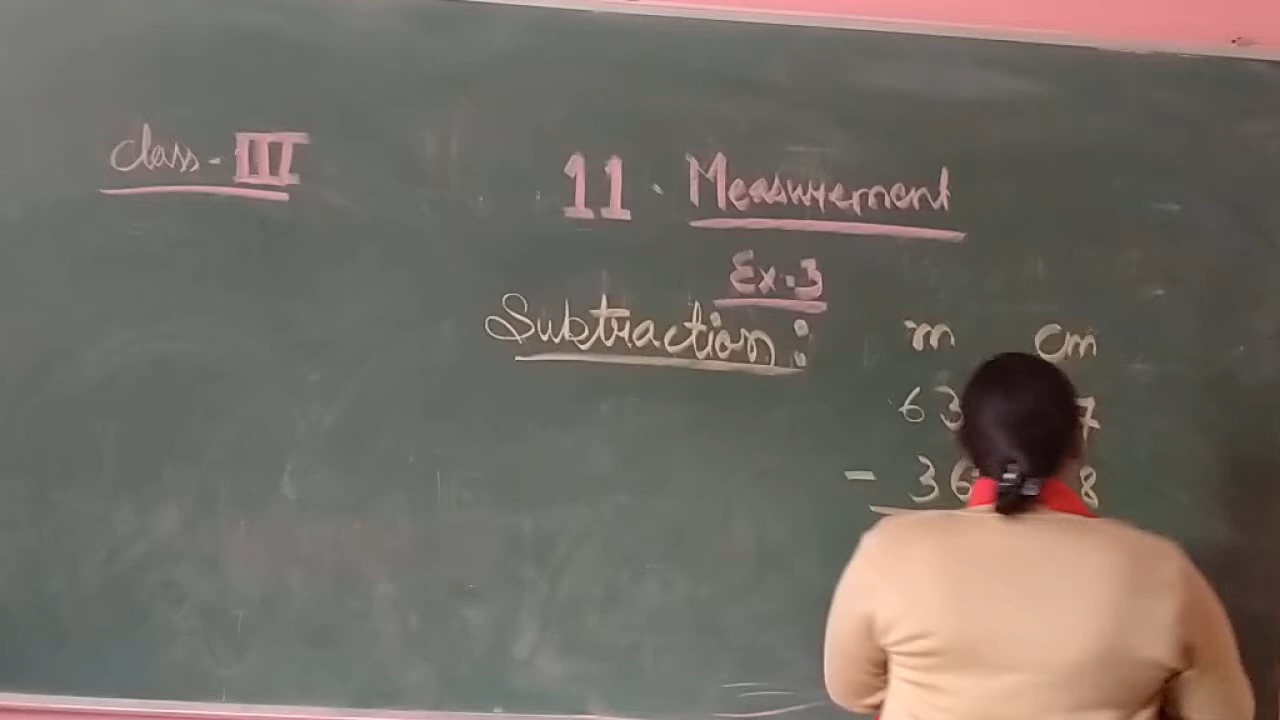 Class - III
11. Measurement
Ex. 3
Subtraction :
m cm
63 7
- 36 8